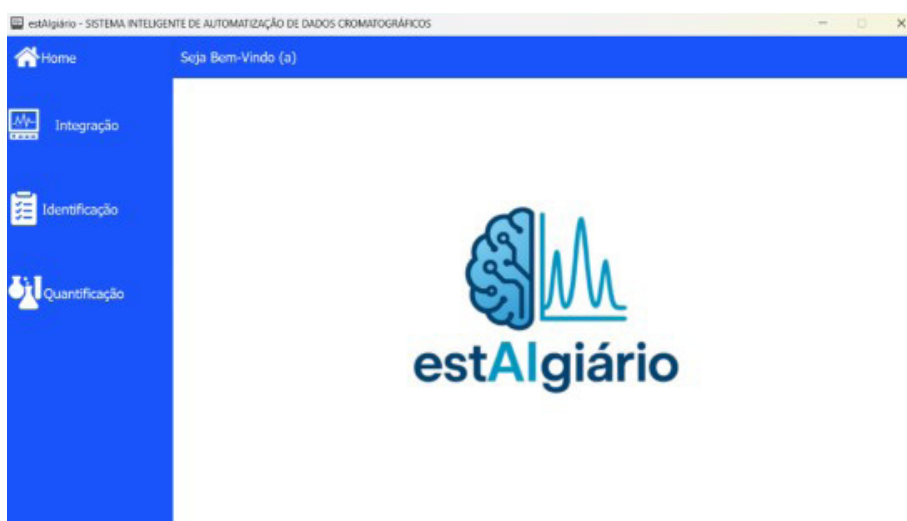 estAIgiário - SISTEMA INTELIGENTE DE AUTOMATIZAÇÃO DE DADOS CROMATOGRÁFICOS
Home
Seja Bem-Vindo (a)
Integração
Identificação
Quantificação
estAIgiário